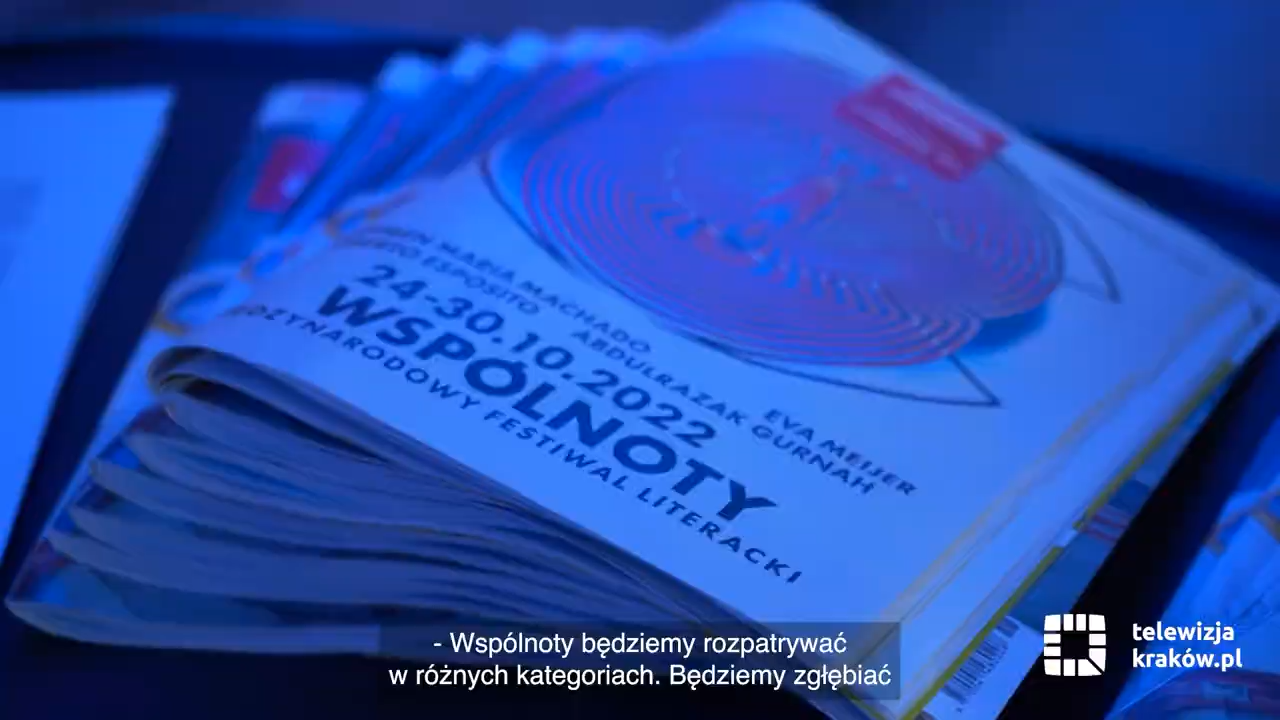 MARIA MACHADO
ESPOSITO
ABDULRAZAK GURNAH
EVA MEIJER
24-30.10.2022
WSPÓLNOTY
FESTIWAL LITERACKI
- Wspólnoty będziemy rozpatrywać
w różnych kategoriach. Będziemy zgłębiać
telewizja
kraków.pl